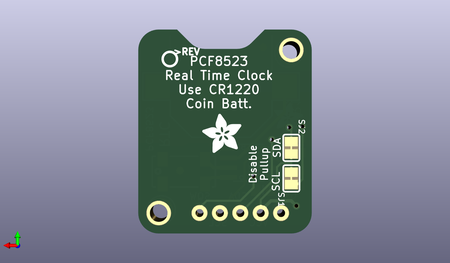 REV
PCF8523
Real Time Clock
Use CR1220
Coin Batt.
Disable
Pullup
SDA
SCL